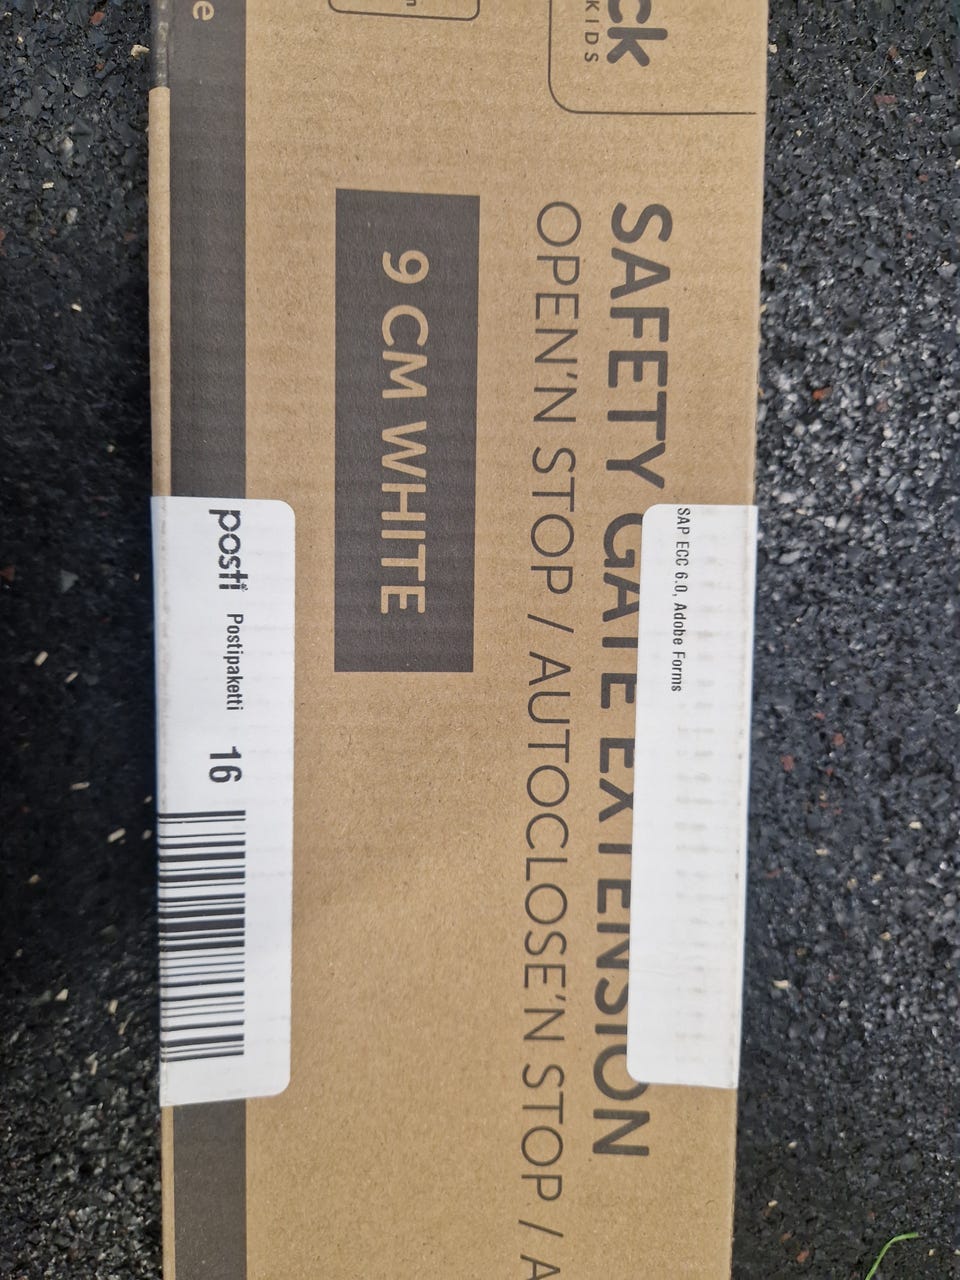 ck
KIDS
SAFETY GATE EXTENSION
OPEN'N STOP / AUTOCLOSE'N STOP / A
9 CM WHITE
SAP ECC 6.0, Adobe Forms
posti Postipaketti 16